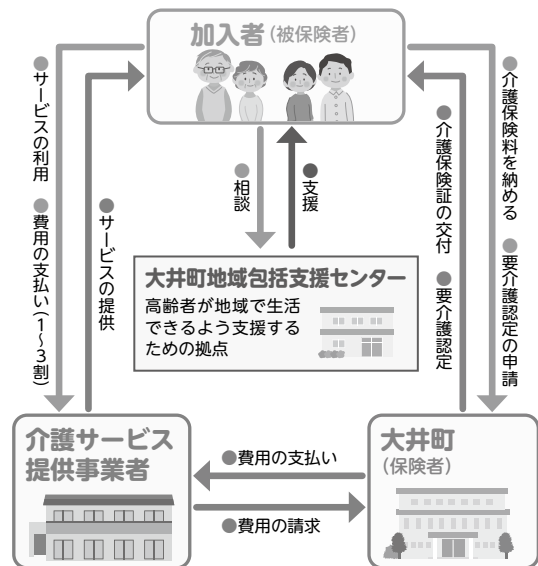 加入者(被保険者)
●サービスの利用
●費用の支払い(1~3割)
●サービスの提供
●相談
●支援
●介護保険証の交付
●要介護認定
●介護保険料を納める
●要介護認定の申請
大井町地域包括支援センター
高齢者が地域で生活
できるよう支援する
ための拠点
介護サービス
提供事業者
●費用の支払い
●費用の請求
大井町
(保険者)